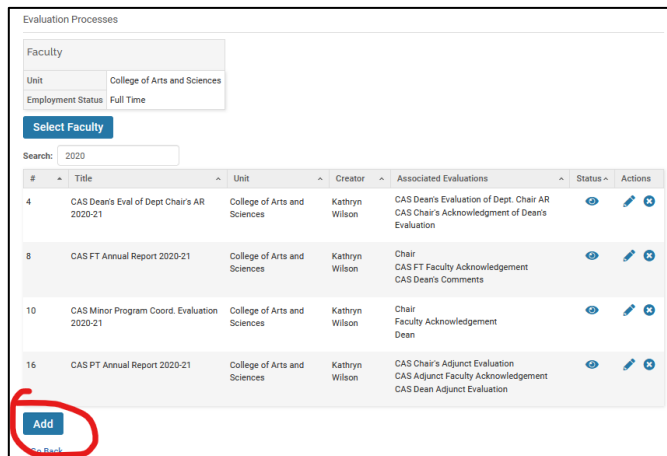 Evaluation Processes
Faculty
Unit College of Arts and Sciences
Employment Status Full Time
Select Faculty
Search: 2020
# Title Unit Creator Associated Evaluations Status Actions
4 CAS Dean's Eval of Dept Chair's AR College of Arts and Kathryn CAS Dean's Evaluation of Dept. Chair AR
2020-21 Sciences Wilson CAS Chair's Acknowledgment of Dean's
Evaluation
8 CAS FT Annual Report 2020-21 College of Arts and Kathryn Chair
Sciences Wilson CAS FT Faculty Acknowledgement
CAS Dean's Comments
10 CAS Minor Program Coord. Evaluation College of Arts and Kathryn Chair
2020-21 Sciences Wilson Faculty Acknowledgement
Dean
16 CAS PT Annual Report 2020-21 College of Arts and Kathryn CAS Chair's Adjunct Evaluation
Sciences Wilson CAS Adjunct Faculty Acknowledgement
CAS Dean Adjunct Evaluation
Add
Go Back